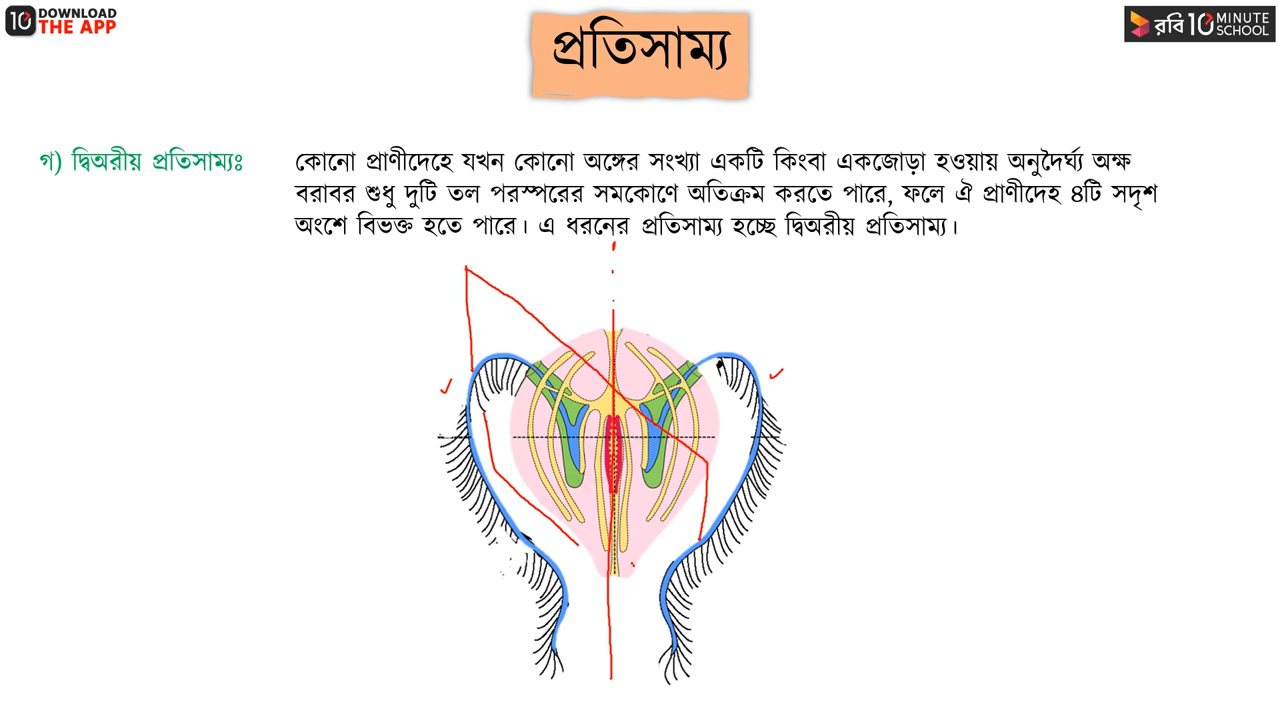 10 DOWNLOAD
THE APP
প্রতিসাম্য
রবি 10 MINUTE
SCHOOL
গ) দ্বিঅরীয় প্রতিসাম্যঃ কোনো প্রাণীদেহে যখন কোনো অঙ্গের সংখ্যা একটি কিংবা একজোড়া হওয়ায় অনুদৈর্ঘ্য অক্ষ
বরাবর শুধু দুটি তল পরস্পরের সমকোণে অতিক্রম করতে পারে, ফলে ঐ প্রাণীদেহ ৪টি সদৃশ
অংশে বিভক্ত হতে পারে। এ ধরনের প্রতিসাম্য হচ্ছে দ্বিঅরীয় প্রতিসাম্য।